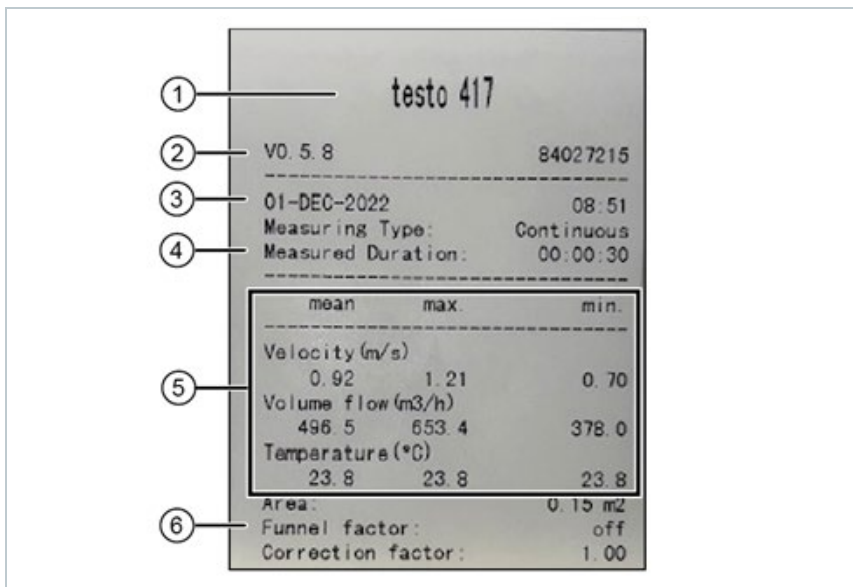 1
testo 417
2 V0.5.8 84027215
3 01-DEC-2022 08:51
Measuring Type: Continuous
4 Measured Duration: 00:00:30
mean max. min.
Velocity(m/s)
0.92 1.21 0.70
5
Volume flow(m3/h)
496.5 653.4 378.0
Temperature(°C)
23.8 23.8 23.8
Area: 0.15 m2
6 Funnel factor: off
Correction factor: 1.00